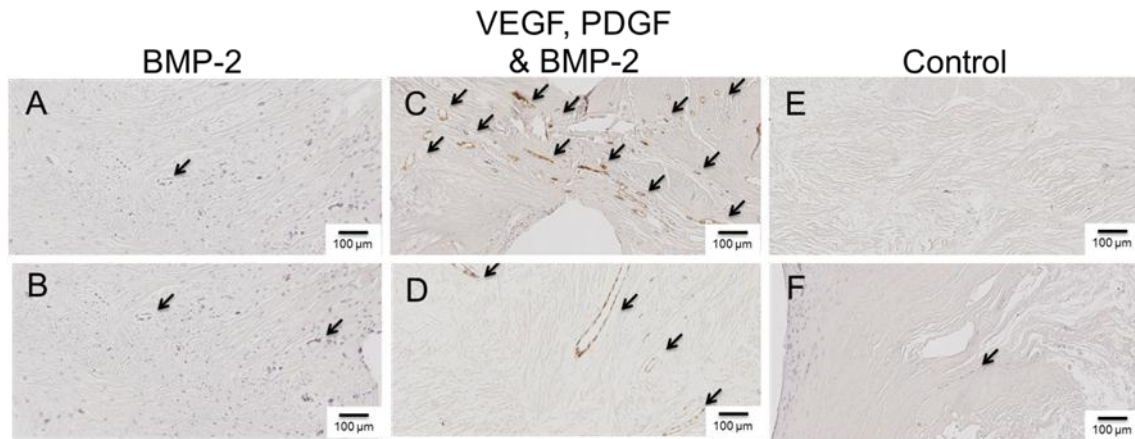 VEGF, PDGF
BMP-2
& BMP-2
Control
A
C
E
100 µm
100 µm
100 µm
B
D
F
100 µm
100 µm
100 µm